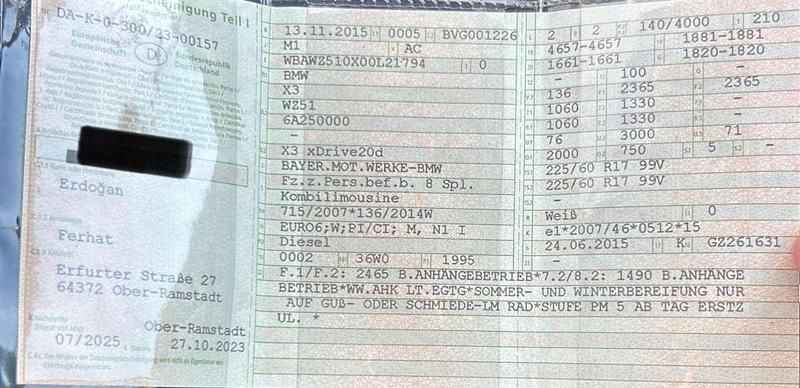 einigung Teil I
DA-K-0-300/23-00157
Europäische
Gemeinschaft
D
Bundesrepublik
Deutschland
Erdoğan
Ferhat
Erfurter Straße 27
64372 Ober-Ramstadt
Ober-Ramstadt
07/2025
27.10.2023
13.11.2015 0005 BVG001226
M1 AC
WBAWZ510X00L21794 0
BMW
X3
WZ51
6A250000
–
X3 xDrive20d
BAYER.MOT.WERKE-BMW
Fz.z.Pers.bef.b. 8 Spl.
Kombilimousine
715/2007*136/2014W
EURO6;W;PI/CI; M, N1 I
Diesel
0002 36W0 1995
2 2 140/4000 210
4657-4657 1881-1881
1661-1661 1820-1820
– 100 –
136 2365 2365
1060 1330 –
1060 1330 –
76 3000 71
2000 750 5 –
225/60 R17 99V
225/60 R17 99V
–
Weiß 0
e1*2007/46*0512*15
24.06.2015 K GZ261631
–
F.1/F.2: 2465 B.ANHÄNGEBETRIEB*7.2/8.2: 1490 B.ANHÄNGE
BETRIEB*WW.AHK LT.EGTG*SOMMER- UND WINTERBEREIFUNG NUR
AUF GUß- ODER SCHMIEDE-LM RAD*STUFE PM 5 AB TAG ERSTZ
UL. *